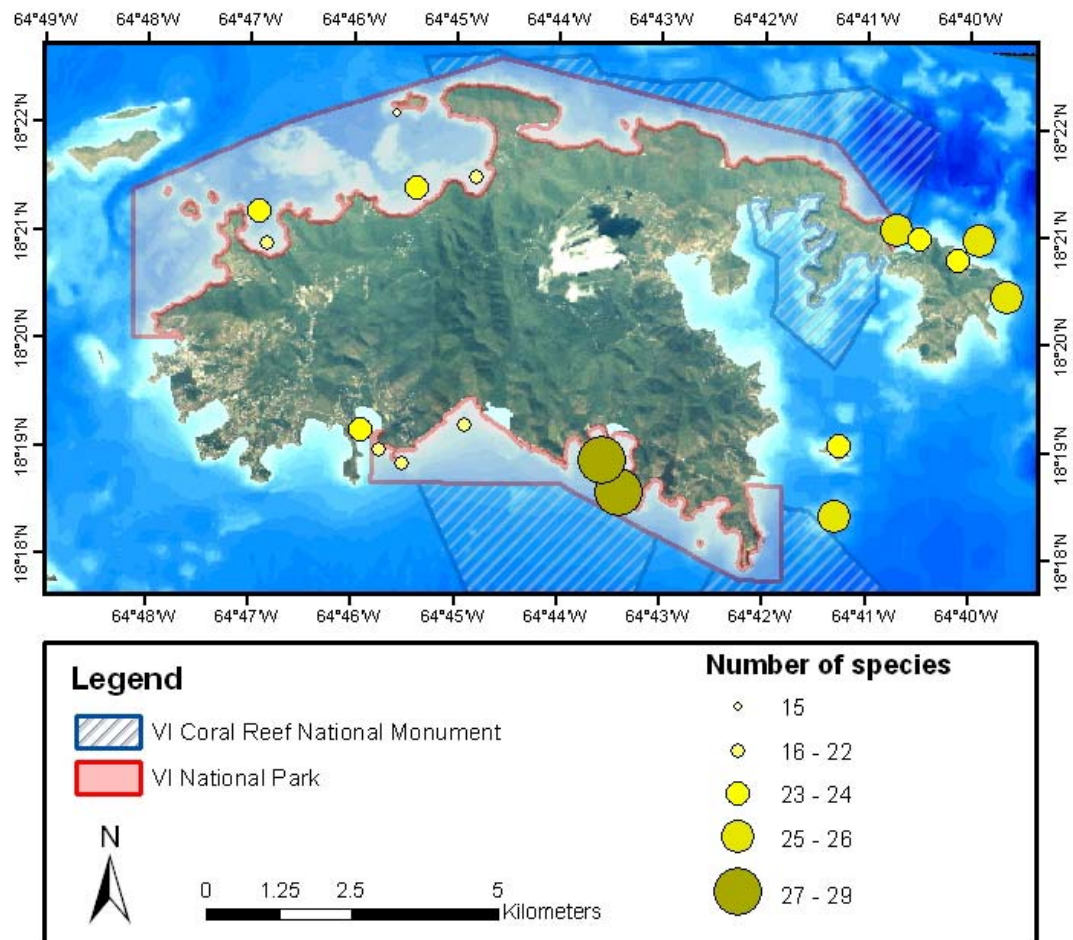 64°49'W 64°48'W 64°47'W 64°46'W 64°45'W 64°44'W 64°43'W 64°42'W 64°41'W 64°40'W
18°22'N 18°22'N
18°21'N 18°21'N
18°20'N 18°20'N
18°19'N 18°19'N
18°18'N 18°18'N
64°48'W 64°47'W 64°46'W 64°45'W 64°44'W 64°43'W 64°42'W 64°41'W 64°40'W
Legend
VI Coral Reef National Monument
VI National Park
N
0 1.25 2.5 5
Kilometers
Number of species
15
16 - 22
23 - 24
25 - 26
27 - 29